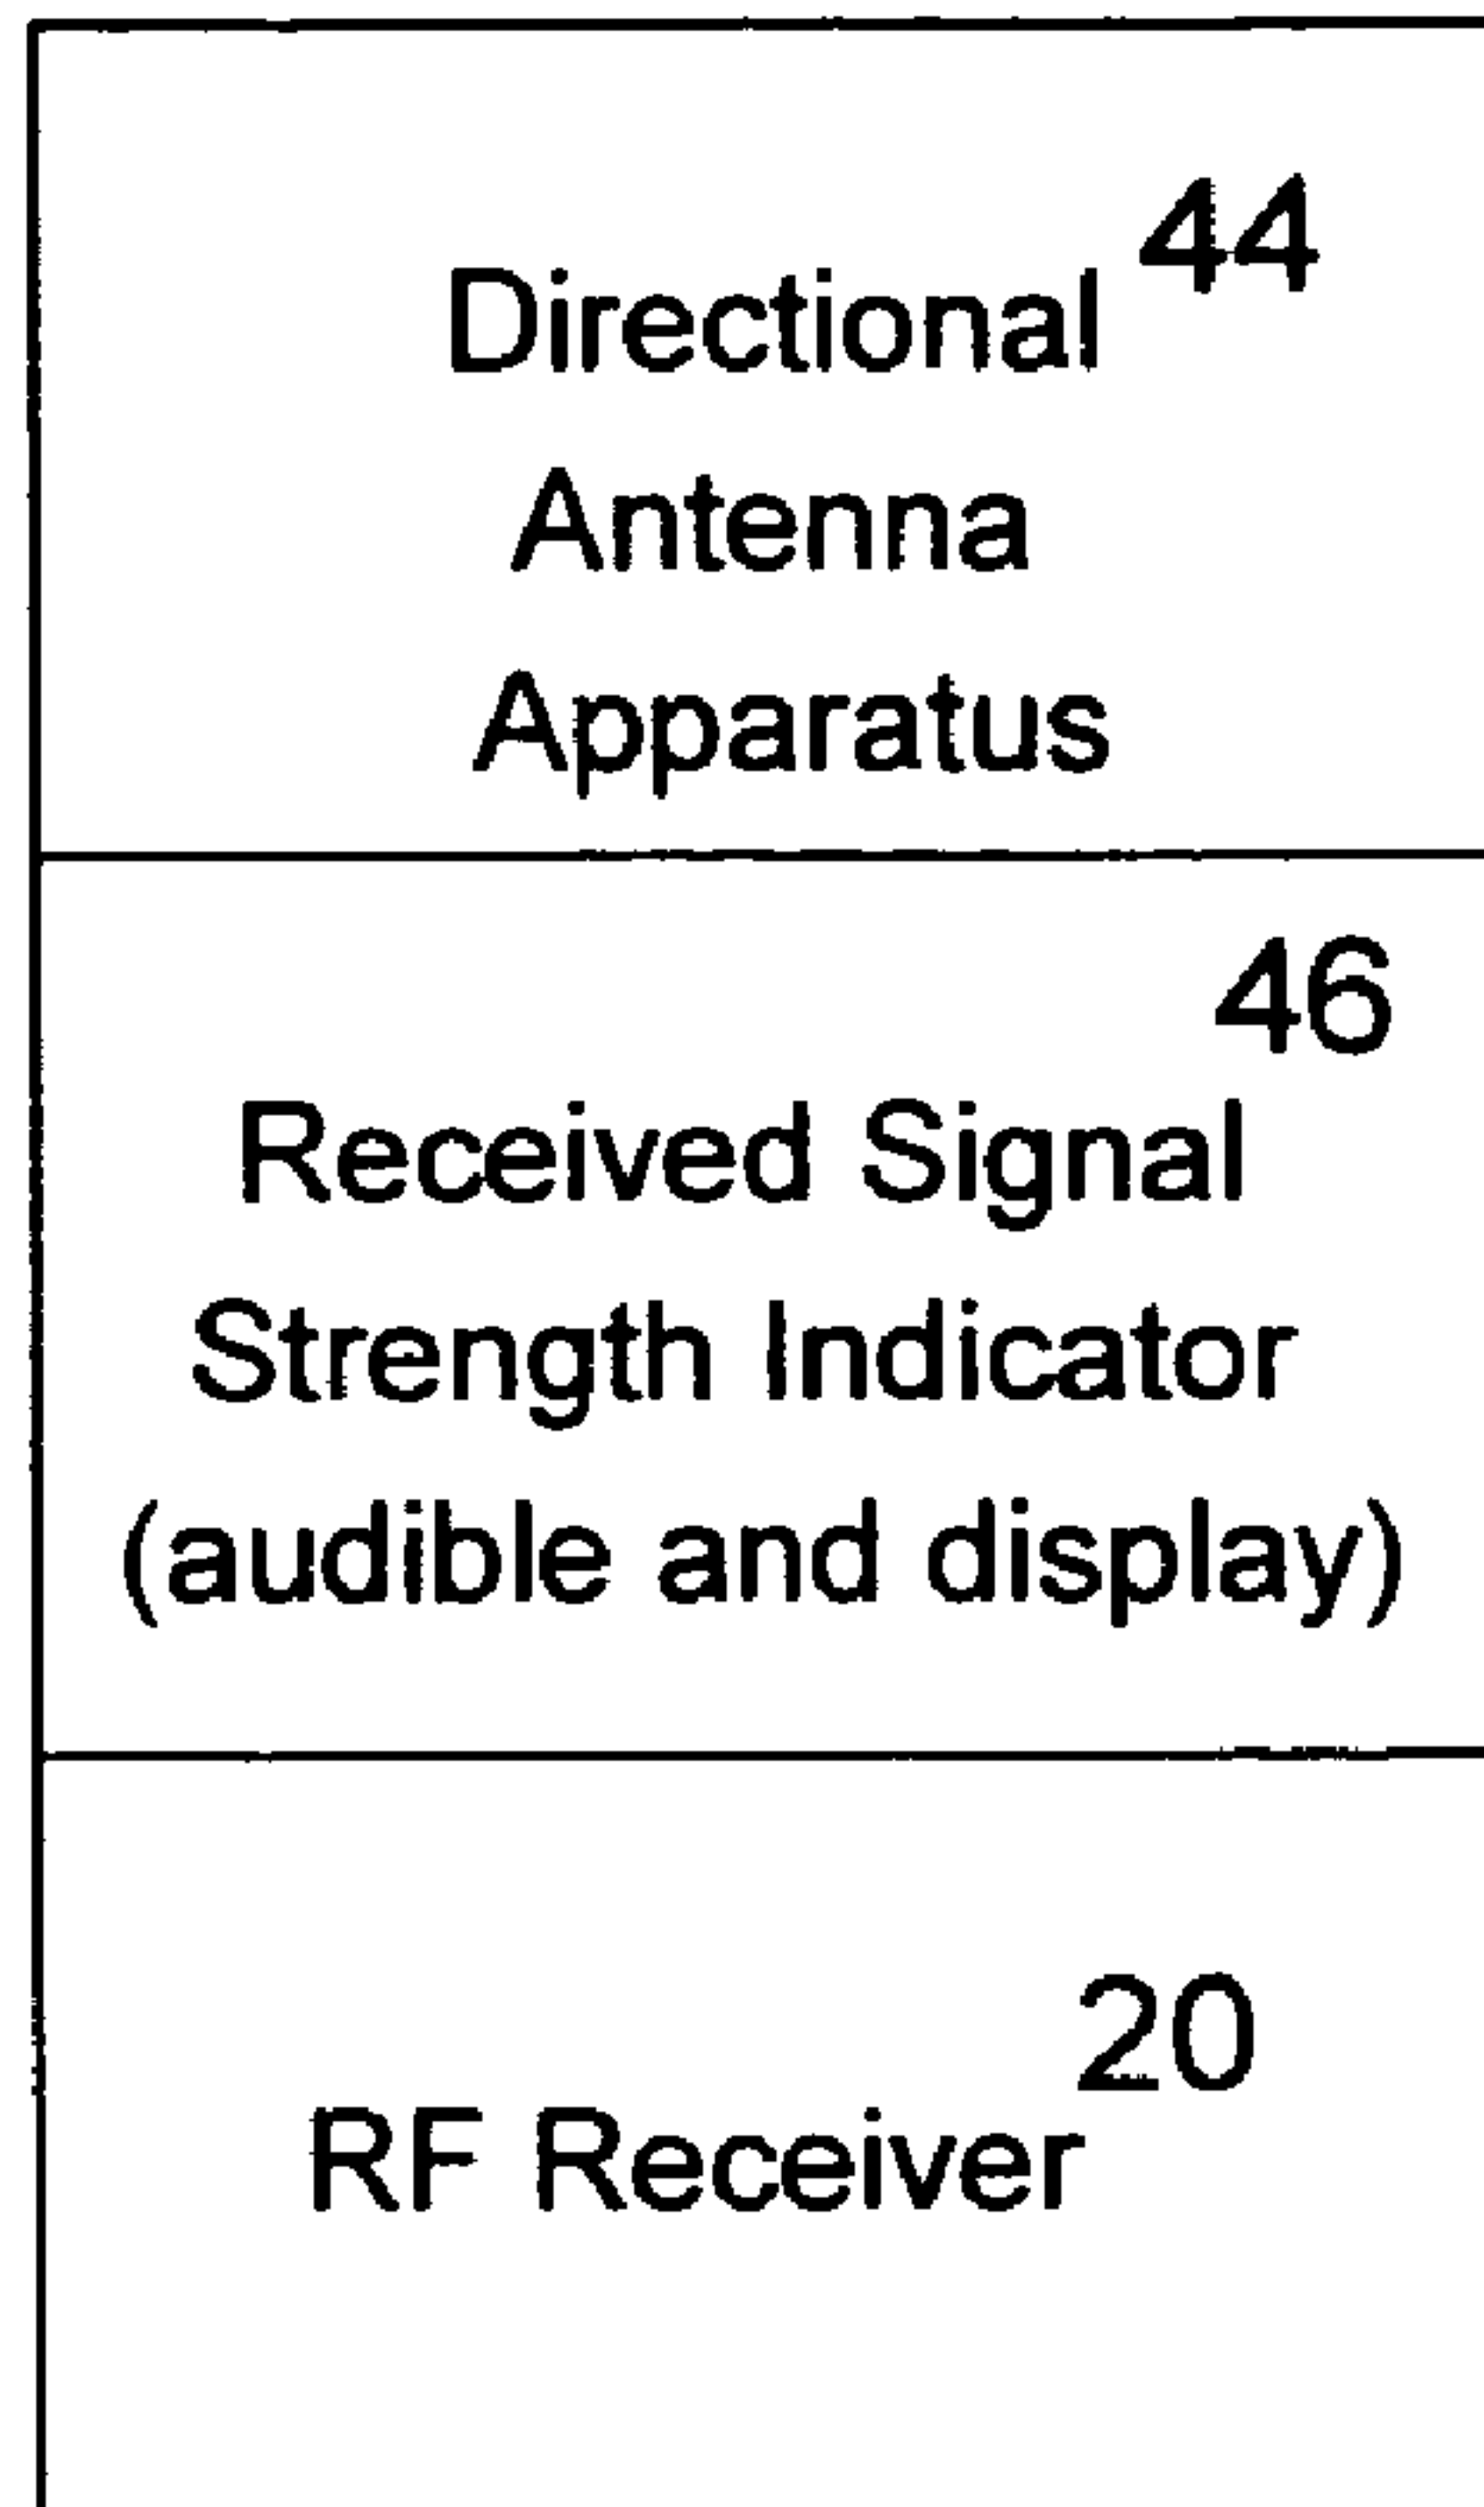 44
Directional
Antenna
Apparatus
46
Received Signal
Strength Indicator
(audible and display)
20
RF Receiver